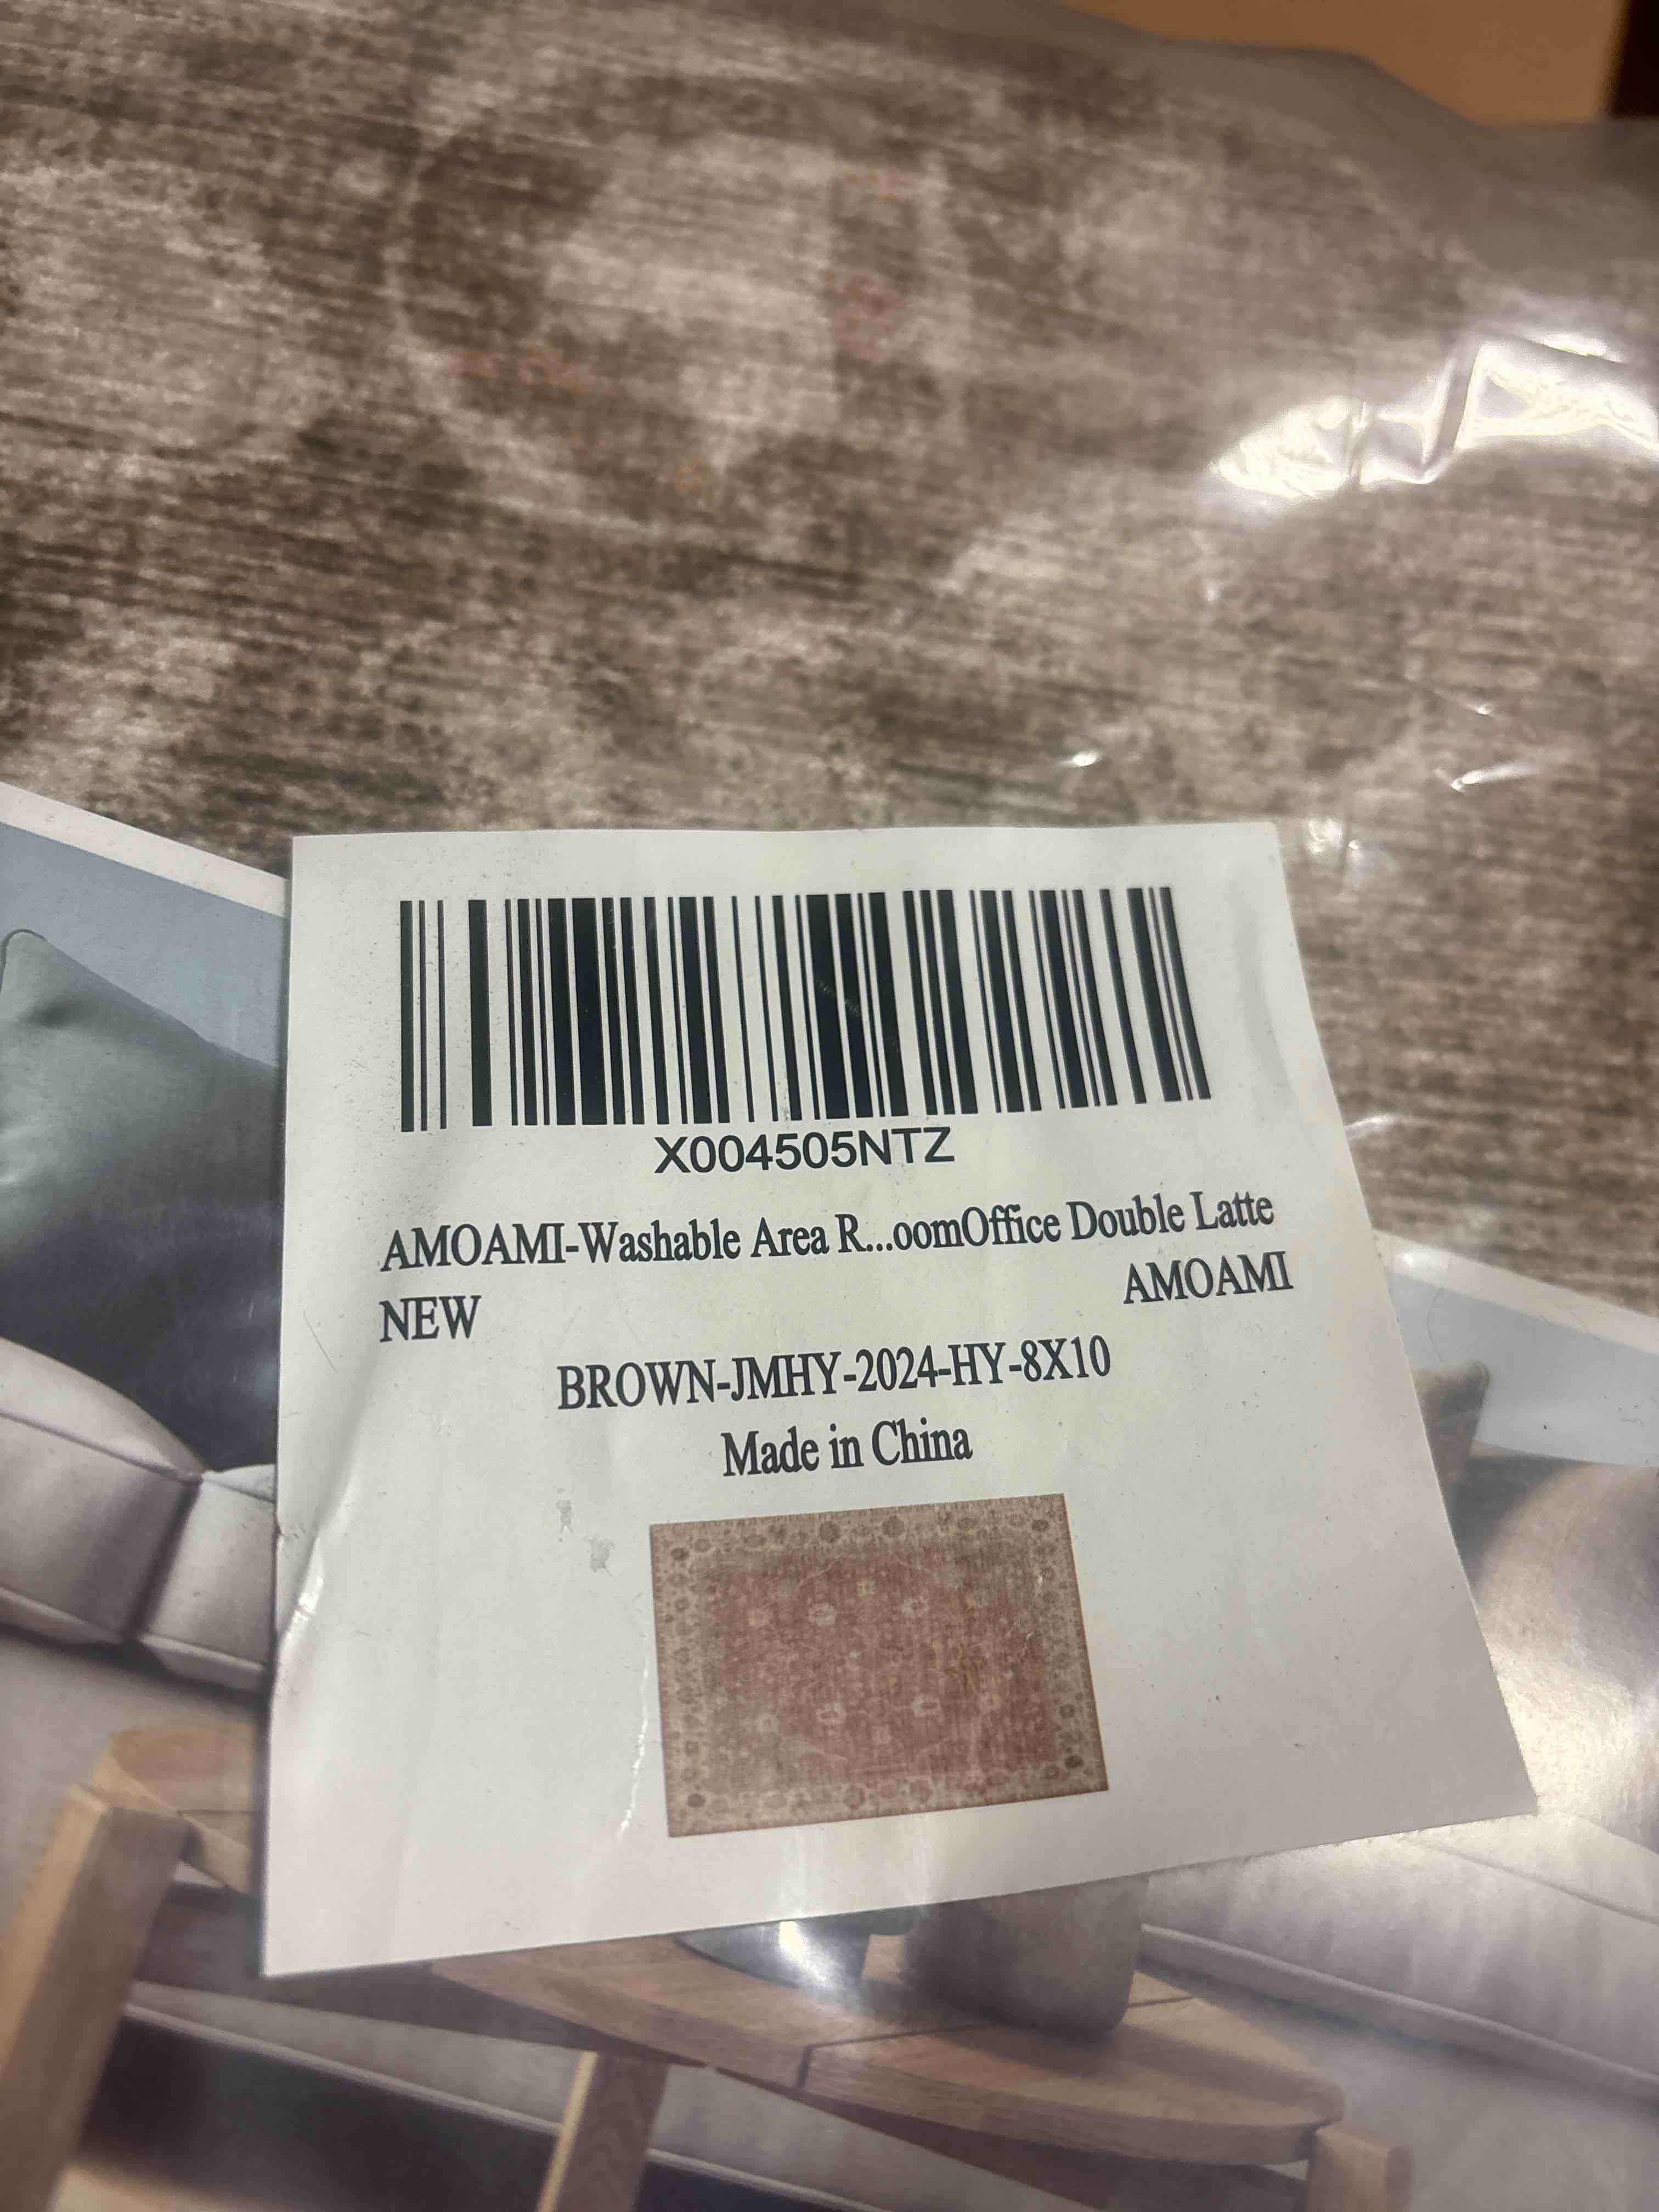 X004505NTZ
AMOAMI-Washable Area R...oomOffice Double Latte
NEW AMOAMI
BROWN-JMHY-2024-HY-8X10
Made in China